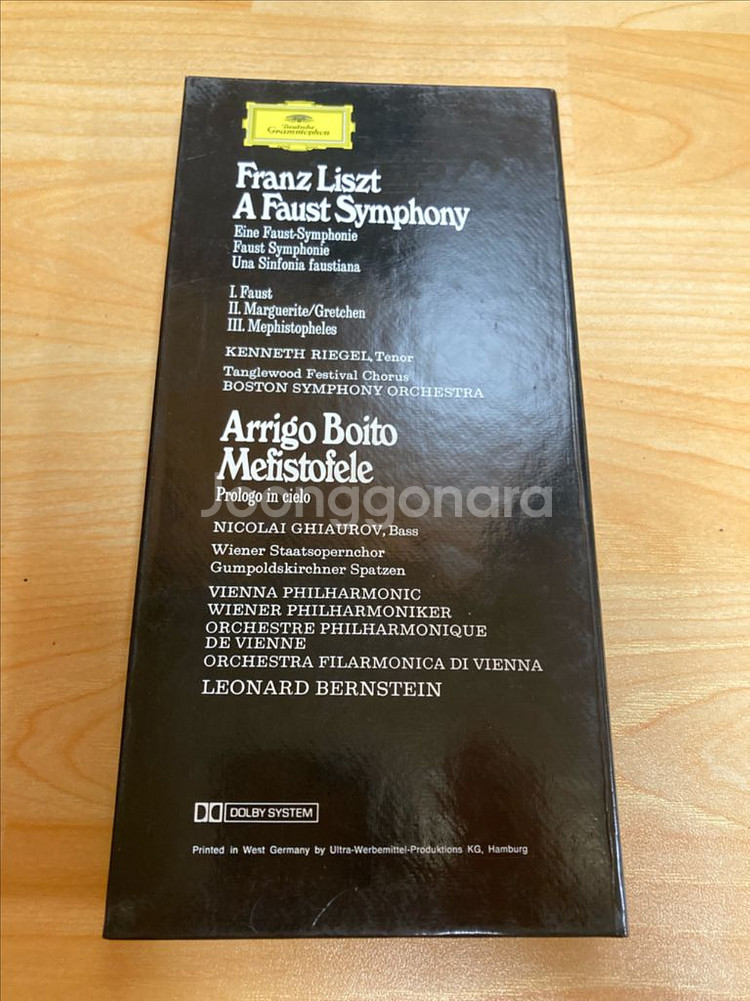 Deutsche
Grammophon
Franz Liszt
A Faust Symphony
Eine Faust-Symphonie
Faust Symphonie
Una Sinfonia faustiana
I. Faust
II. Marguerite/Gretchen
III. Mephistopheles
KENNETH RIEGEL, Tenor
Tanglewood Festival Chorus
BOSTON SYMPHONY ORCHESTRA
Arrigo Boito
Mefistofele
Joonggonara
Prologo in cielo
NICOLAI GHIAUROV, Bass
Wiener Staatsopernchor
Gumpoldskirchner Spatzen
VIENNA PHILHARMONIC
WIENER PHILHARMONIKER
ORCHESTRE PHILHARMONIQUE
DE VIENNE
ORCHESTRA FILARMONICA DI VIENNA
LEONARD BERNSTEIN
DOLBY SYSTEM
Printed in West Germany by Ultra-Werbemittel-Produktions KG, Hamburg